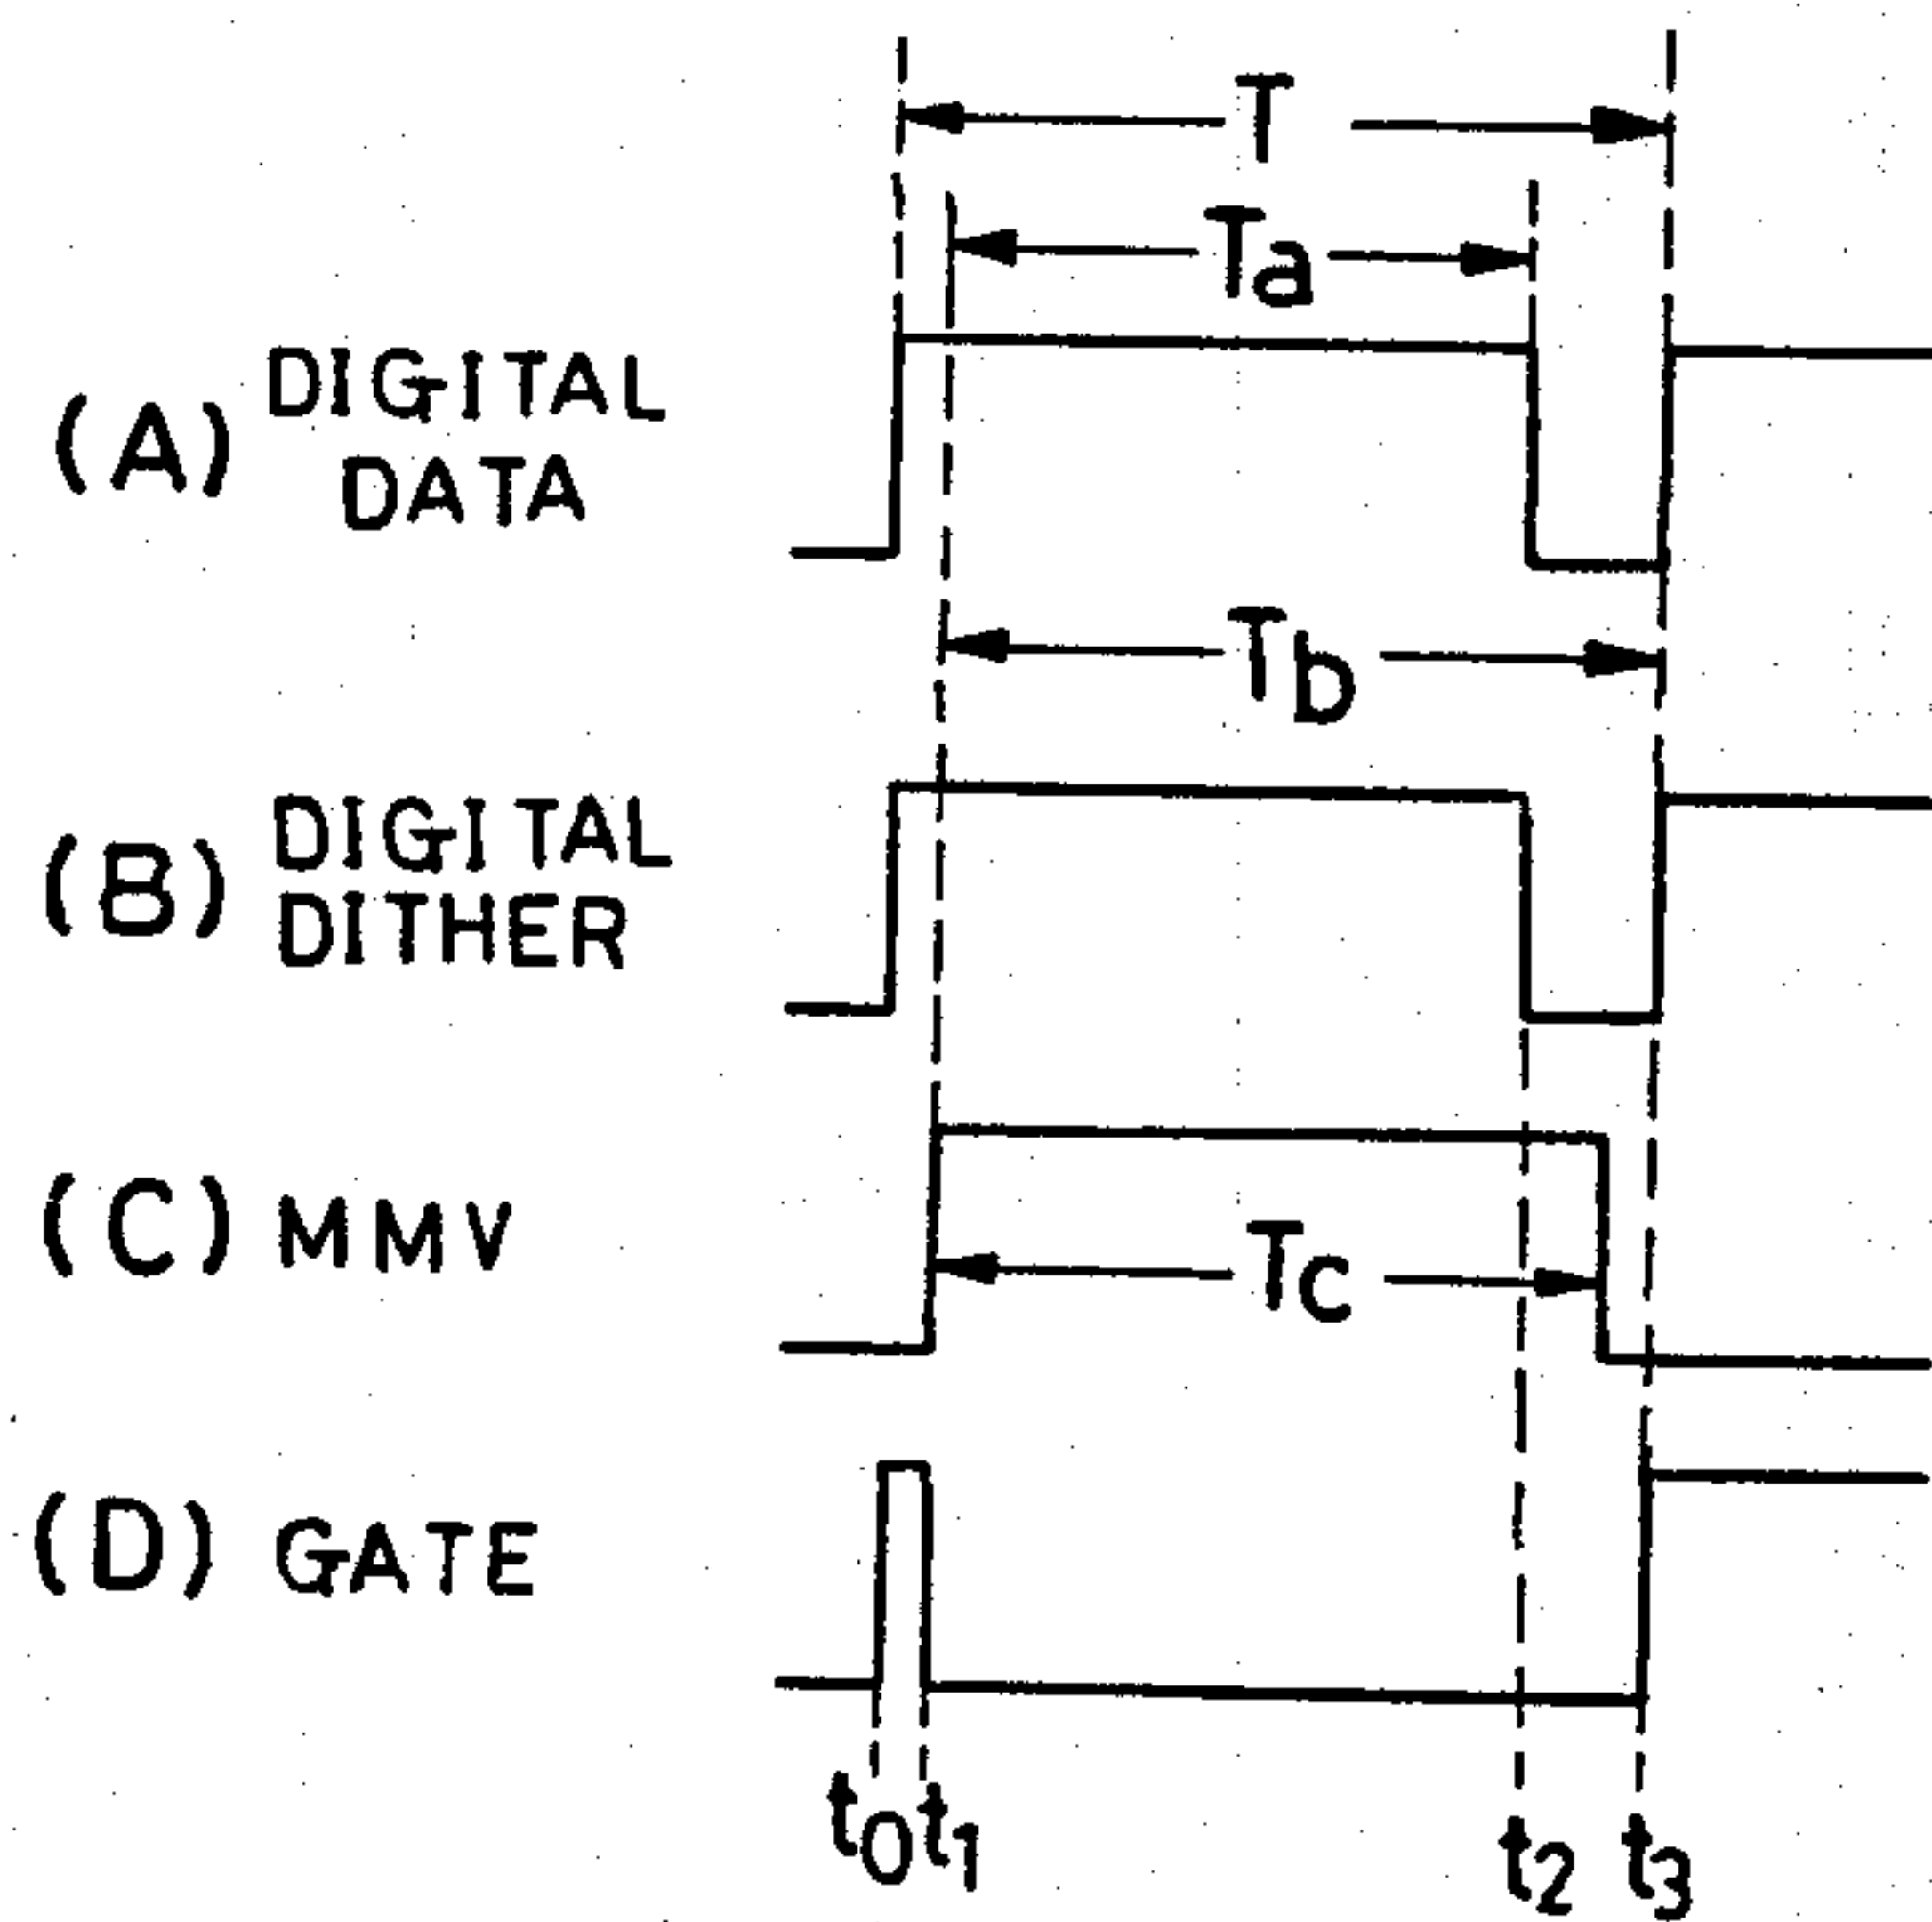 T
Ta
(A) DIGITAL
DATA
Tb
(B) DIGITAL
DITHER
(C) MMV
Tc
(D) GATE
t0 t1 t2 t3